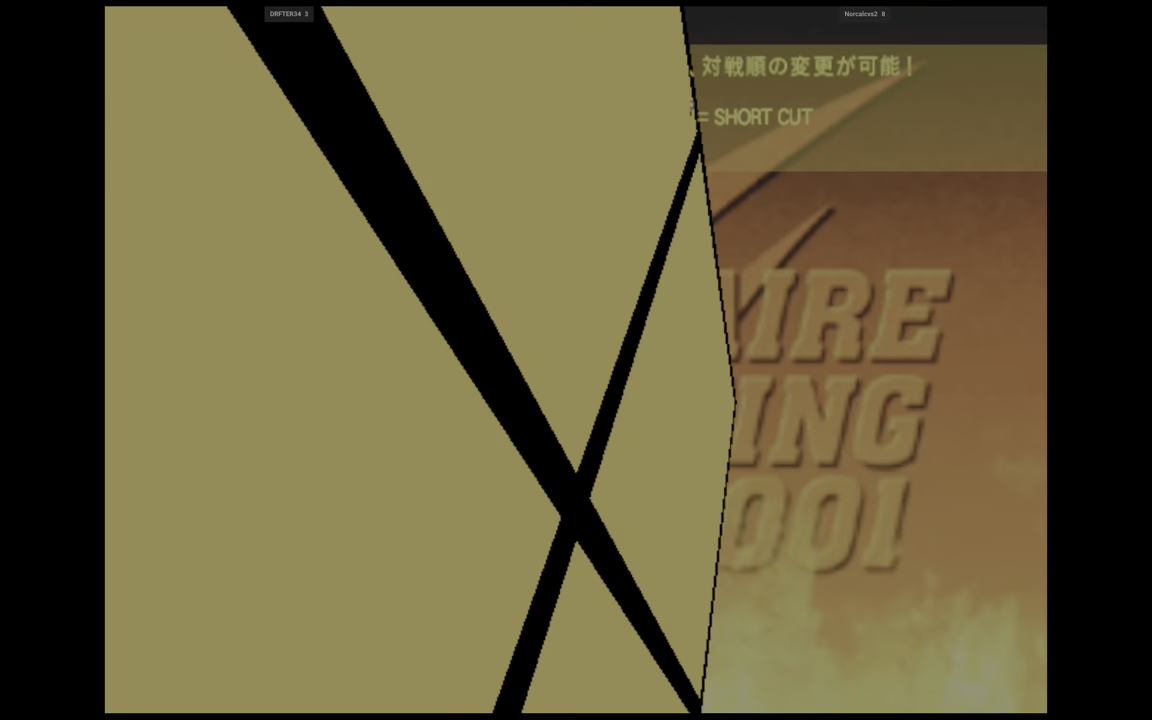 DRFTER34 3
Norcalcvs2 8
対戦順の変更が可能!
= SHORT CUT
IRE
ING
OOI